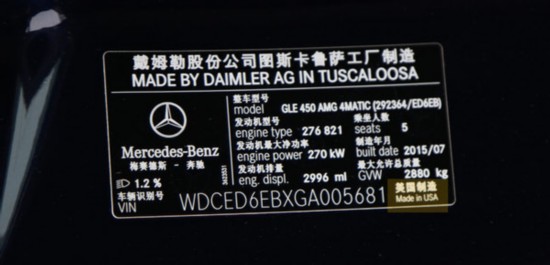 戴姆勒股份公司图斯卡鲁萨工厂制造
MADE BY DAIMLER AG IN TUSCALOOSA
整车型号
model GLE 450 AMG 4MATIC (292364/ED6EB)
发动机型号 乘坐人数
engine type 276 821 seats 5
发动机最大净功率 制造年月
engine power 270 kW built date 2015/07
发动机排量 最大允许总质量
eng. displ. 2996 ml GVW 2880 kg
Mercedes-Benz
梅赛德斯 - 奔驰
1.2 %
车辆识别号
VIN WDCED6EBXGA005681
美国制造
Made in USA